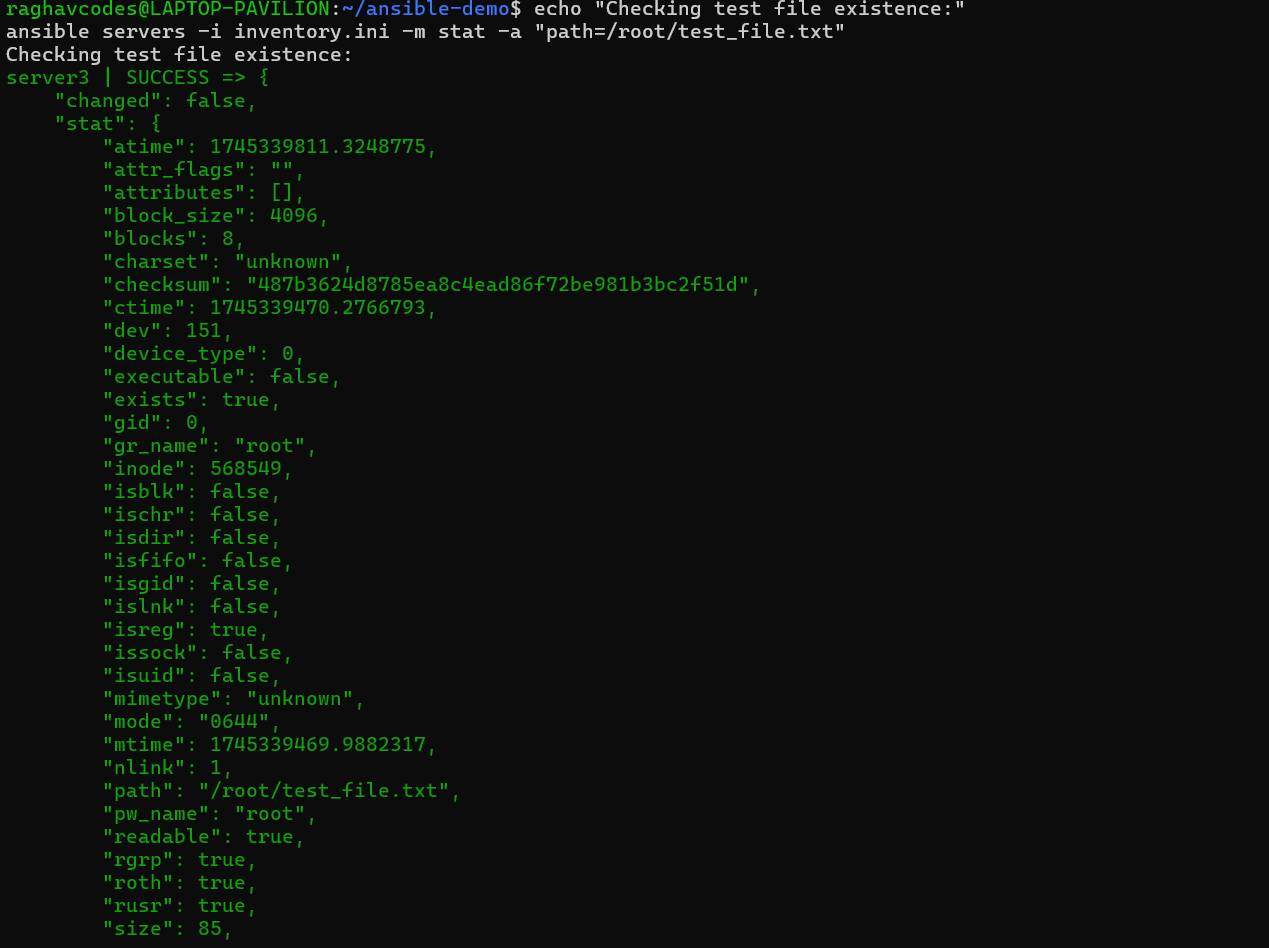 raghavcodes@LAPTOP-PAVILION:~/ansible-demo$ echo "Checking test file existence:"
ansible servers -i inventory.ini -m stat -a "path=/root/test_file.txt"
Checking test file existence:
server3 | SUCCESS => {
    "changed": false,
    "stat": {
        "atime": 1745339811.3248775,
        "attr_flags": "",
        "attributes": [],
        "block_size": 4096,
        "blocks": 8,
        "charset": "unknown",
        "checksum": "487b3624d8785ea8c4ead86f72be981b3bc2f51d",
        "ctime": 1745339470.2766793,
        "dev": 151,
        "device_type": 0,
        "executable": false,
        "exists": true,
        "gid": 0,
        "gr_name": "root",
        "inode": 568549,
        "isblk": false,
        "ischr": false,
        "isdir": false,
        "isfifo": false,
        "isgid": false,
        "islnk": false,
        "isreg": true,
        "issock": false,
        "isuid": false,
        "mimetype": "unknown",
        "mode": "0644",
        "mtime": 1745339469.9882317,
        "nlink": 1,
        "path": "/root/test_file.txt",
        "pw_name": "root",
        "readable": true,
        "rgrp": true,
        "roth": true,
        "rusr": true,
        "size": 85,